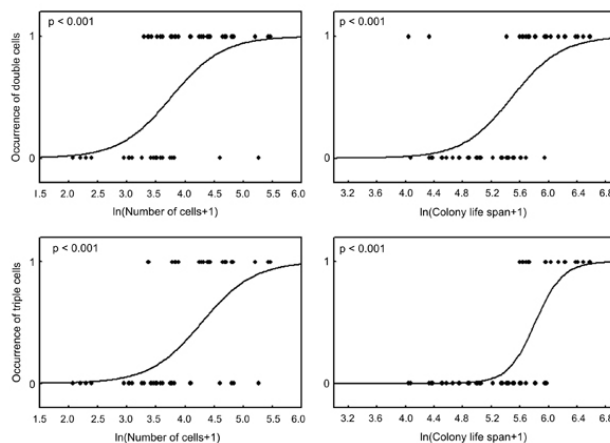 p < 0.001
Occurrence of double cells
1
0
1.5 2.0 2.5 3.0 3.5 4.0 4.5 5.0 5.5 6.0
ln(Number of cells+1)
p < 0.001
1
0
3.2 3.6 4.0 4.4 4.8 5.2 5.6 6.0 6.4 6.8
ln(Colony life span+1)
p < 0.001
Occurrence of triple cells
1
0
1.5 2.0 2.5 3.0 3.5 4.0 4.5 5.0 5.5 6.0
ln(Number of cells+1)
p < 0.001
1
0
3.2 3.6 4.0 4.4 4.8 5.2 5.6 6.0 6.4 6.8
ln(Colony life span+1)